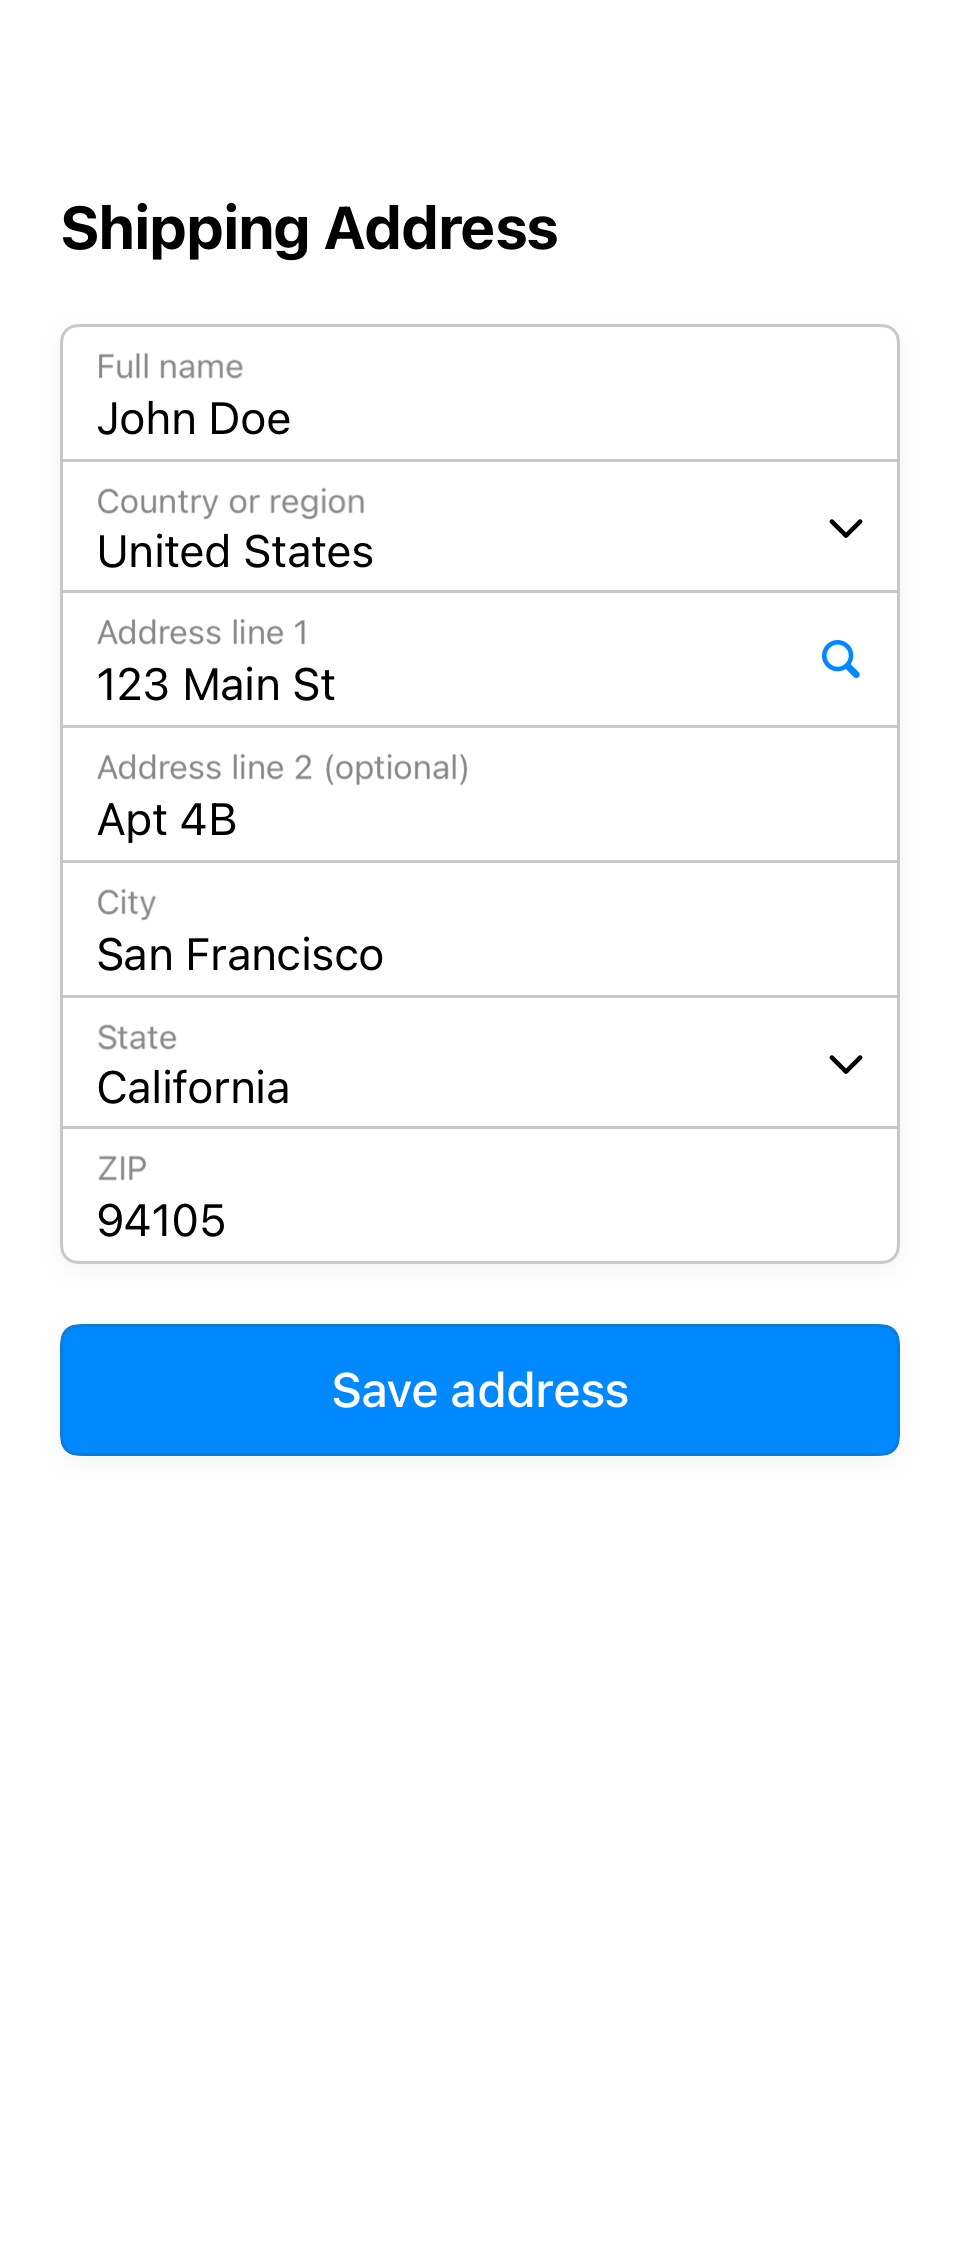 Shipping Address
Full name
John Doe
Country or region
United States
Address line 1
123 Main St
Address line 2 (optional)
Apt 4B
City
San Francisco
State
California
ZIP
94105
Save address